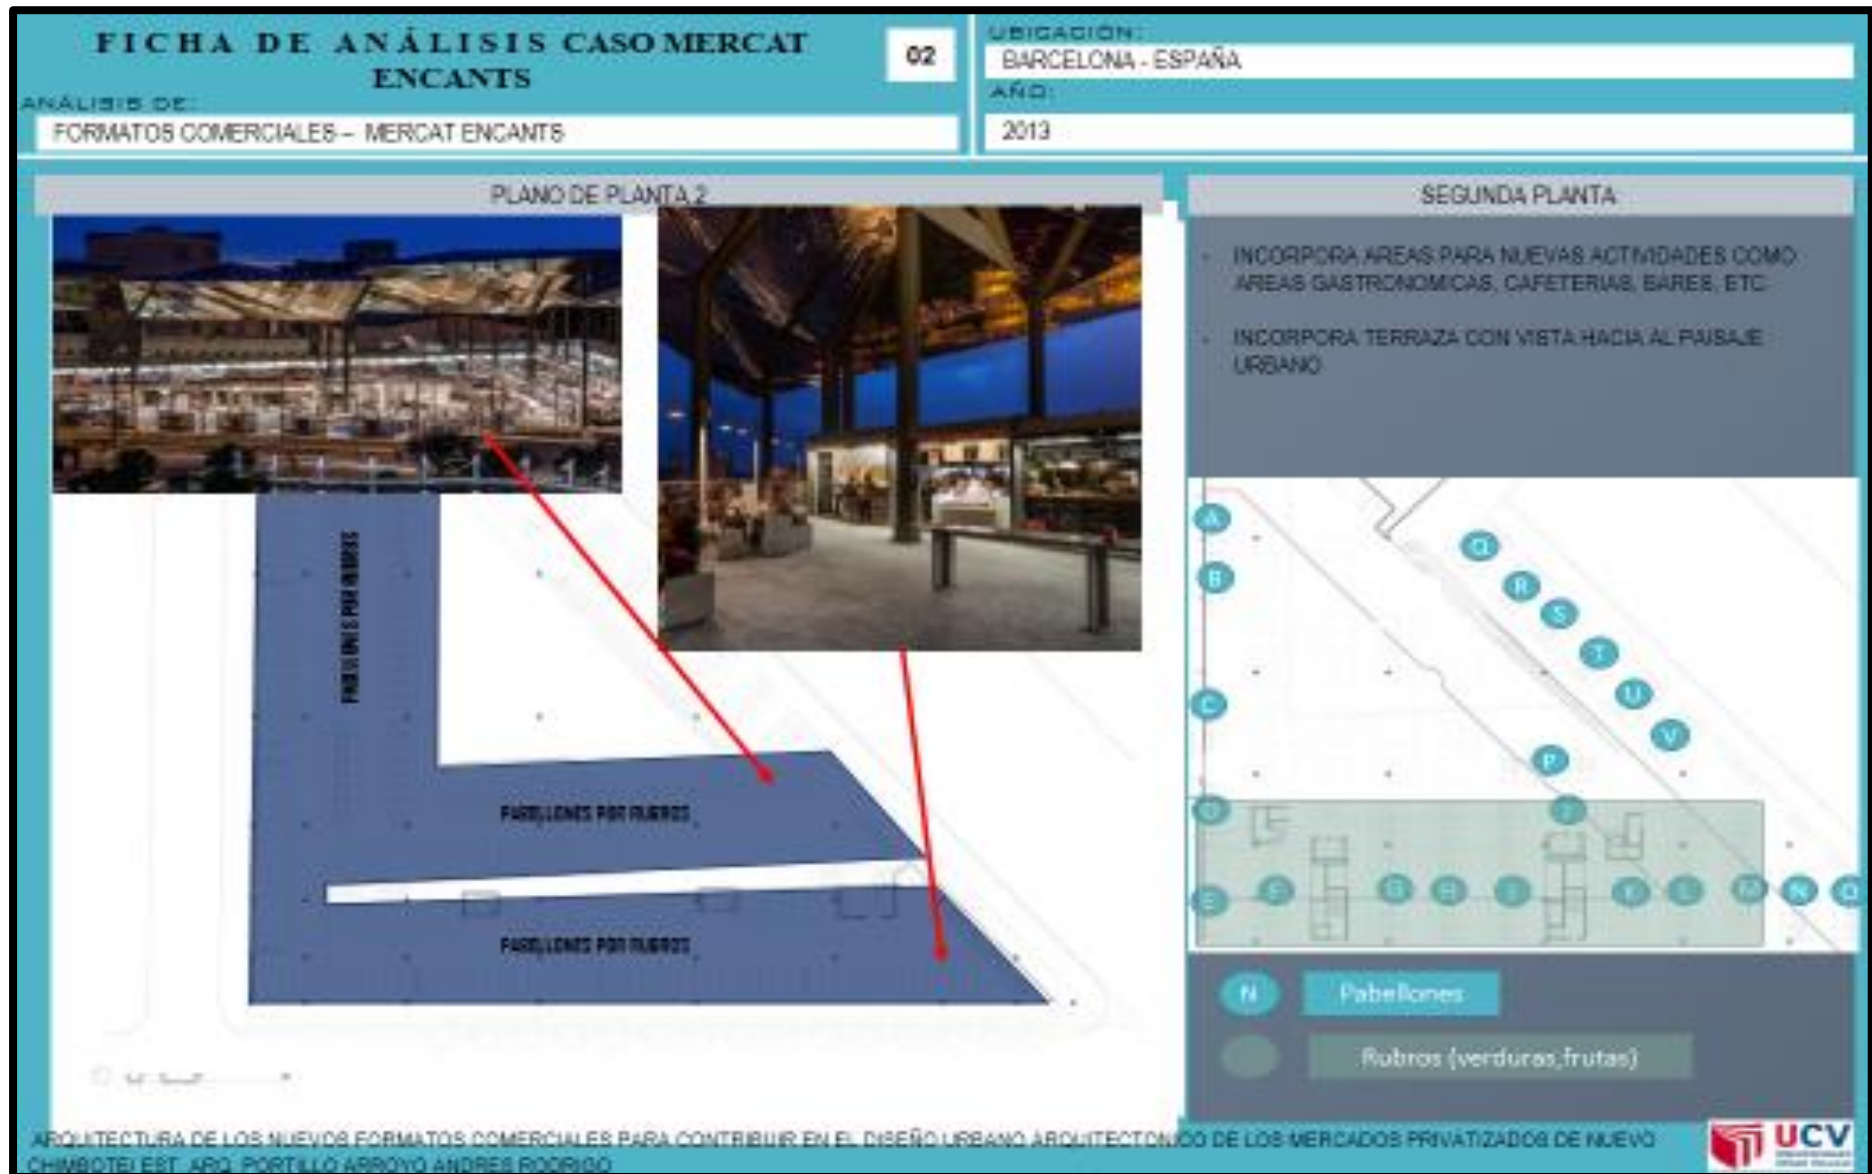 FICHA DE ANÁLISIS CASO MERCAT
ENCANTS
02
ANÁLISIS DE:
FORMATOS COMERCIALES – MERCAT ENCANTS
UBICACIÓN:
BARCELONA - ESPAÑA
AÑO:
2013
PLANO DE PLANTA 2
PABELLONES POR RUBROS
PABELLONES POR RUBROS
PABELLONES POR RUBROS
SEGUNDA PLANTA
- INCORPORA AREAS PARA NUEVAS ACTIVIDADES COMO
AREAS GASTRONOMICAS, CAFETERIAS, BARES, ETC
- INCORPORA TERRAZA CON VISTA HACIA AL PAISAJE
URBANO
A
B
C
D
E
F
G
H
I
J
K
L
M
N
O
P
Q
R
S
T
U
V
N Pabellones
Rubros (verduras,frutas)
ARQUITECTURA DE LOS NUEVOS FORMATOS COMERCIALES PARA CONTRIBUIR EN EL DISEÑO URBANO ARQUITECTONICO DE LOS MERCADOS PRIVATIZADOS DE NUEVO
CHIMBOTE/ EST. ARQ. PORTILLO ARROYO ANDRES RODRIGO
UCV